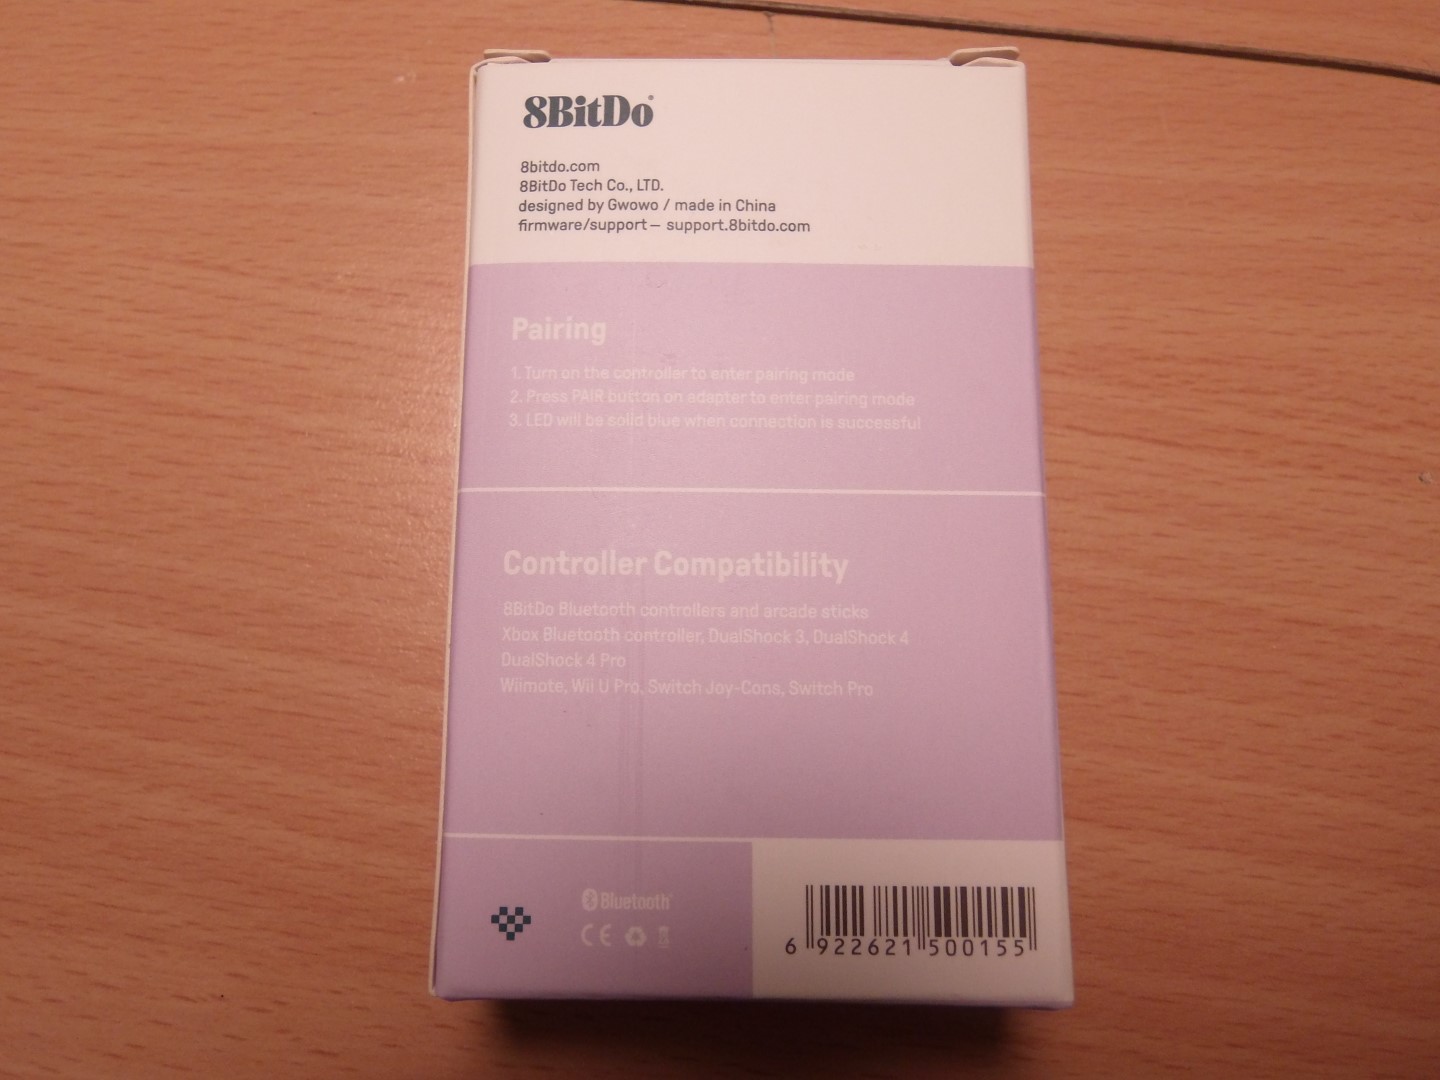 8BitDo
8bitdo.com
8BitDo Tech Co., LTD.
designed by Gwowo / made in China
firmware/support – support.8bitdo.com
Pairing
1. Turn on the controller to enter pairing mode
2. Press PAIR button on adapter to enter pairing mode
3. LED will be solid blue when connection is successful
Controller Compatibility
8BitDo Bluetooth controllers and arcade sticks
Xbox Bluetooth controller, DualShock 3, DualShock 4
DualShock 4 Pro
Wiimote, Wii U Pro, Switch Joy-Cons, Switch Pro
Bluetooth®
CE
6 922621 500155